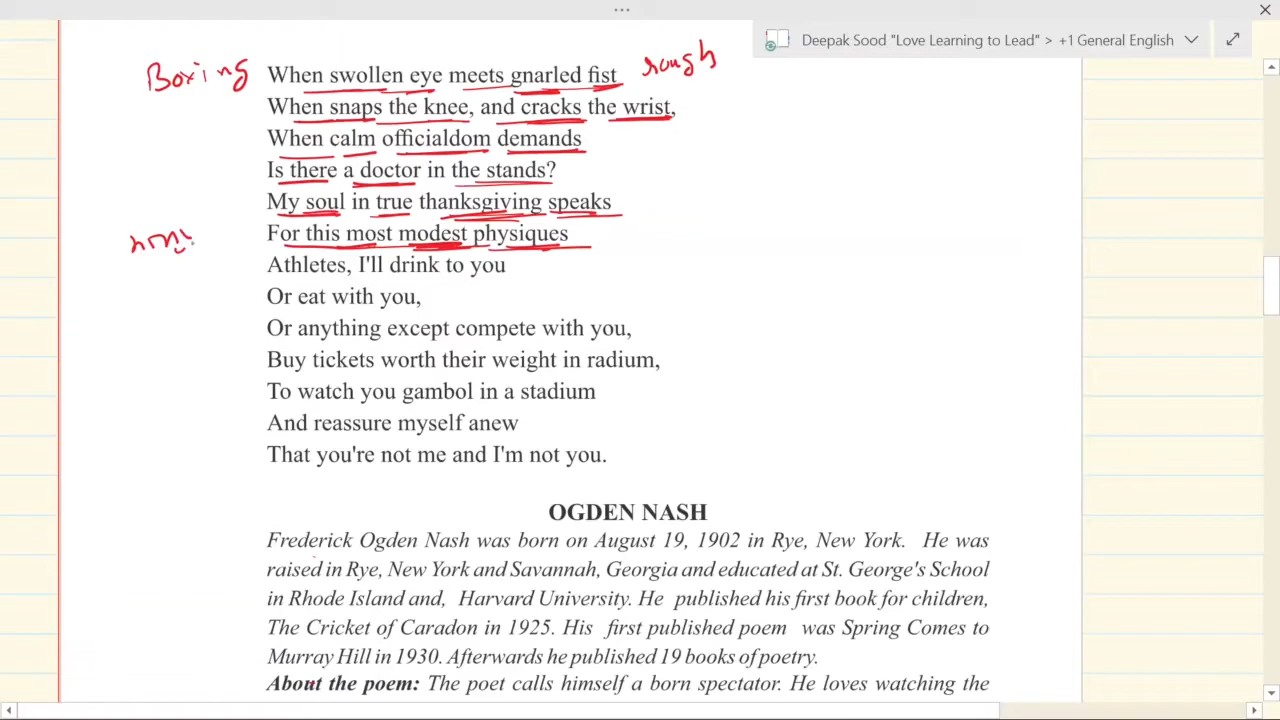 Deepak Sood "Love Learning to Lead" > +1 General English
Boxing When swollen eye meets gnarled fist rough
When snaps the knee, and cracks the wrist,
When calm officialdom demands
Is there a doctor in the stands?
My soul in true thanksgiving speaks
For this most modest physiques
Athletes, I'll drink to you
Or eat with you,
Or anything except compete with you,
Buy tickets worth their weight in radium,
To watch you gambol in a stadium
And reassure myself anew
That you're not me and I'm not you.
OGDEN NASH
Frederick Ogden Nash was born on August 19, 1902 in Rye, New York. He was
raised in Rye, New York and Savannah, Georgia and educated at St. George's School
in Rhode Island and, Harvard University. He published his first book for children,
The Cricket of Caradon in 1925. His first published poem was Spring Comes to
Murray Hill in 1930. Afterwards he published 19 books of poetry.
About the poem: The poet calls himself a born spectator. He loves watching the